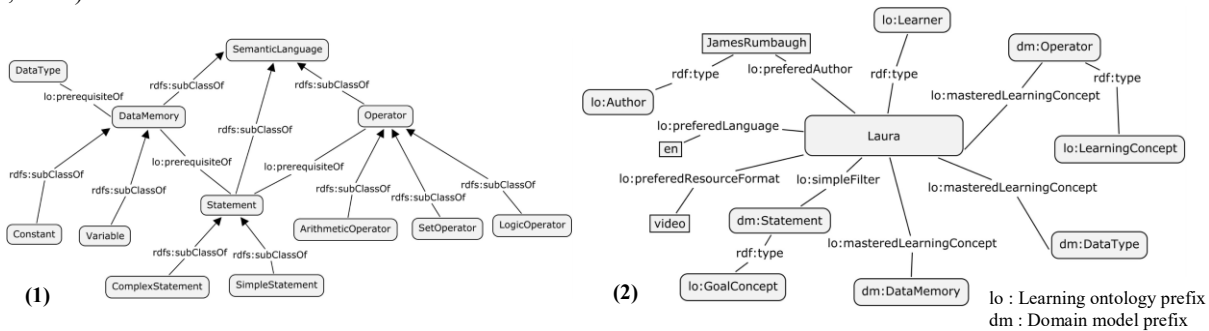 SemanticLanguage
DataType
rdfs:subClassOf
rdfs:subClassOf
lo:prerequisiteOf
DataMemory
rdfs:subClassOf
Operator
rdfs:subClassOf
lo:prerequisiteOf
lo:prerequisiteOf
rdfs:subClassOf
rdfs:subClassOf
rdfs:subClassOf
rdfs:subClassOf
Statement
Constant
Variable
ArithmeticOperator
SetOperator
LogicOperator
rdfs:subClassOf
rdfs:subClassOf
ComplexStatement
SimpleStatement
(1)
lo:Learner
JamesRumbaugh
dm:Operator
lo:preferedAuthor
rdf:type
rdf:type
rdf:type
lo:Author
lo:masteredLearningConcept
lo:preferedLanguage
Laura
en
lo:LearningConcept
lo:preferedResourceFormat
lo:simpleFilter
lo:masteredLearningConcept
video
dm:Statement
lo:masteredLearningConcept
dm:DataType
rdf:type
(2)
lo:GoalConcept
dm:DataMemory
lo : Learning ontology prefix
dm : Domain model prefix